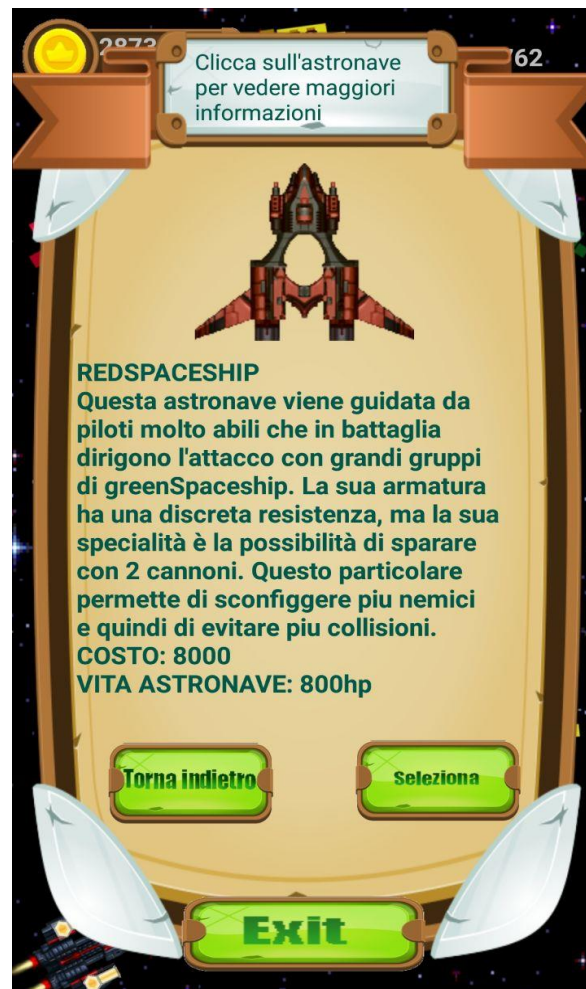 Clicca sull'astronave
per vedere maggiori
informazioni
REDSPACESHIP
Questa astronave viene guidata da
piloti molto abili che in battaglia
dirigono l'attacco con grandi gruppi
di greenSpaceship. La sua armatura
ha una discreta resistenza, ma la sua
specialità è la possibilità di sparare
con 2 cannoni. Questo particolare
permette di sconfiggere piu nemici
e quindi di evitare piu collisioni.
COSTO: 8000
VITA ASTRONAVE: 800hp
Torna indietro
Seleziona
Exit